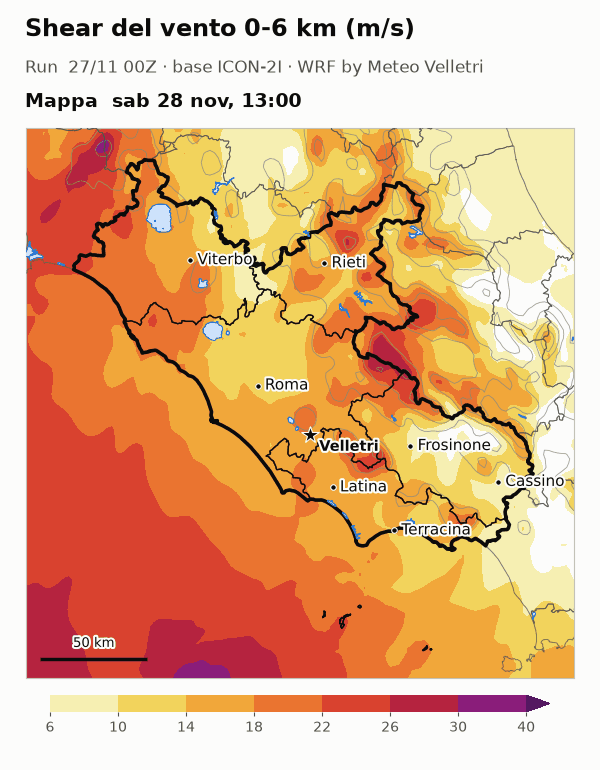 Shear del vento 0-6 km (m/s)
Run 27/11 00Z · base ICON-2I · WRF by Meteo Velletri
Mappa sab 28 nov, 13:00
Viterbo
Rieti
Roma
Velletri
Frosinone
Latina
Cassino
Terracina
50 km
6 10 14 18 22 26 30 40